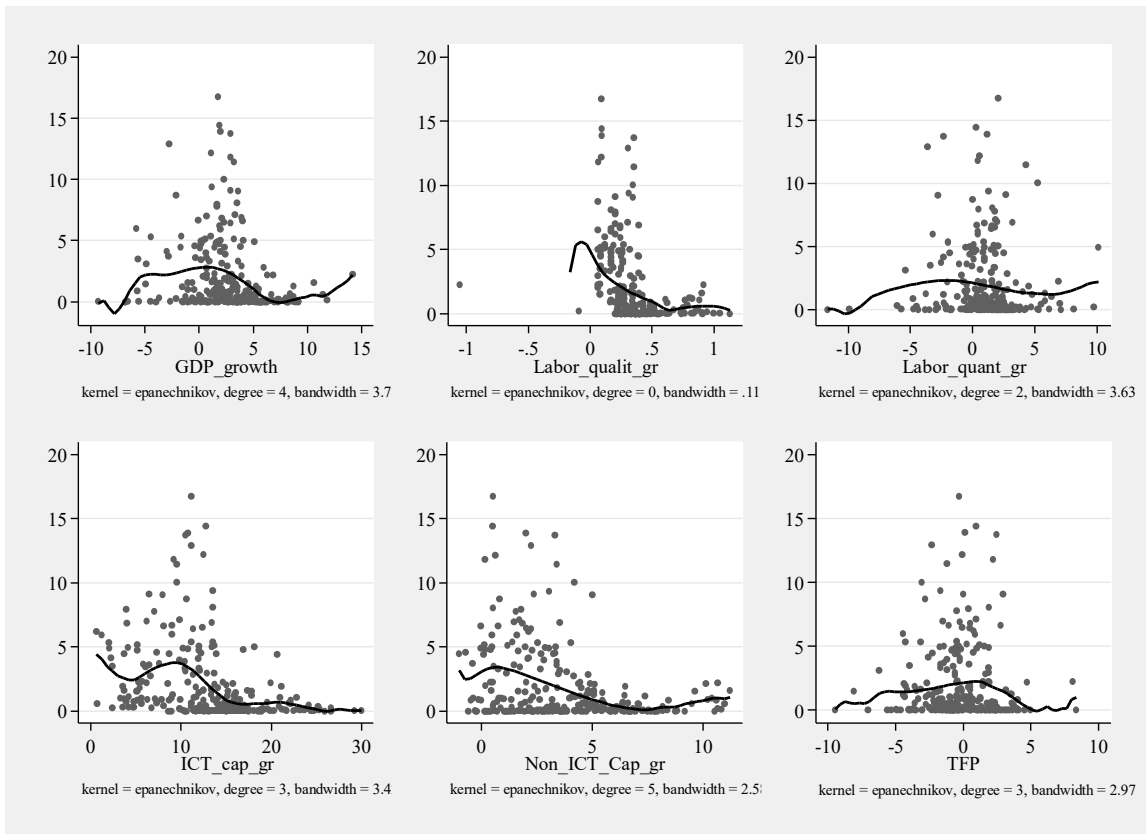 20
15
10
5
0
-10 -5 0 5 10 15
GDP_growth
kernel = epanechnikov, degree = 4, bandwidth = 3.7
20
15
10
5
0
-1 -.5 0 .5 1
Labor_qualit_gr
kernel = epanechnikov, degree = 0, bandwidth = .11
20
15
10
5
0
-10 -5 0 5 10
Labor_quant_gr
kernel = epanechnikov, degree = 2, bandwidth = 3.63
20
15
10
5
0
0 10 20 30
ICT_cap_gr
kernel = epanechnikov, degree = 3, bandwidth = 3.4
20
15
10
5
0
0 5 10
Non_ICT_Cap_gr
kernel = epanechnikov, degree = 5, bandwidth = 2.5
20
15
10
5
0
-10 -5 0 5 10
TFP
kernel = epanechnikov, degree = 3, bandwidth = 2.97